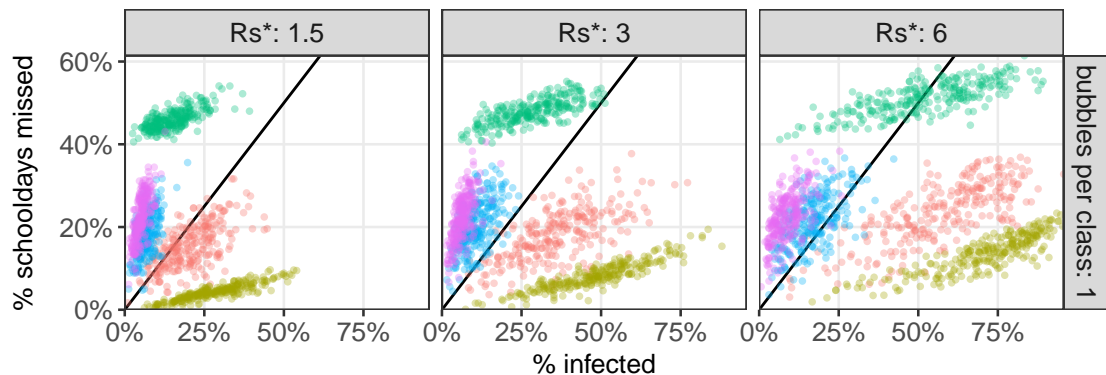 Rs*: 1.5
Rs*: 3
Rs*: 6
% schooldays missed
60%
40%
20%
0%
bubbles per class: 1
0% 25% 50% 75%
0% 25% 50% 75%
0% 25% 50% 75%
% infected